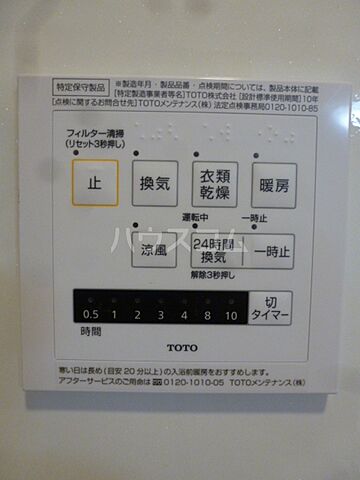 特定保守製品
※製造年月・製品品番・点検期間については、製品本体に記載
[特定製造事業者等名]TOTO株式会社 [設計標準使用期間]10年
[点検に関するお問合せ先]TOTOメンテナンス(株) 法定点検事務局0120-1010-85
フィルター清掃
(リセット3秒押し)
止
換気
衣類
乾燥
暖房
運転中
一時止
涼風
24時間
換気
一時止
解除3秒押し
0.5 1 2 3 4 8 10
時間
切
タイマー
TOTO
ハウスコム
寒い日は長め(目安20分以上)の入浴前暖房をおすすめします。
アフターサービスのご用命は 0120-1010-05 TOTOメンテナンス(株)